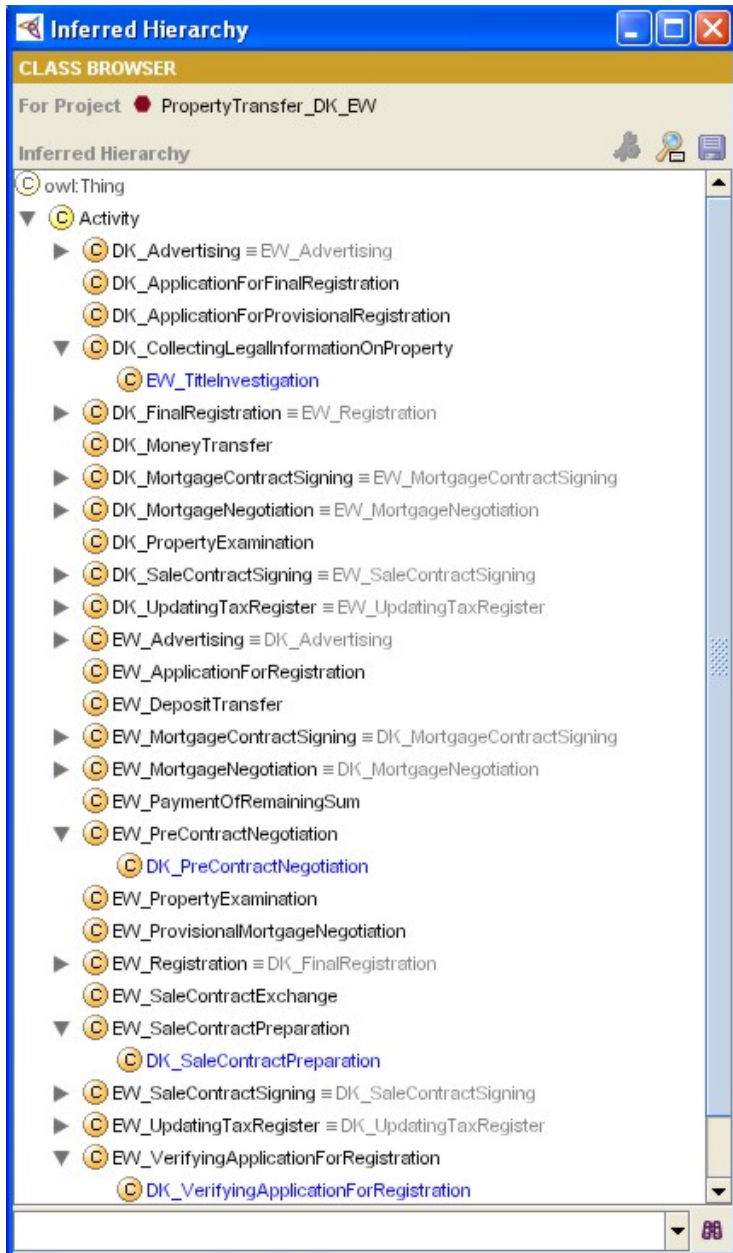 Inferred Hierarchy
CLASS BROWSER
For Project PropertyTransfer_DK_EW
Inferred Hierarchy
C owl:Thing
C Activity
C DK_Advertising ≡ EW_Advertising
C DK_ApplicationForFinalRegistration
C DK_ApplicationForProvisionalRegistration
C DK_CollectingLegalInformationOnProperty
C EW_TitleInvestigation
C DK_FinalRegistration ≡ EW_Registration
C DK_MoneyTransfer
C DK_MortgageContractSigning ≡ EW_MortgageContractSigning
C DK_MortgageNegotiation ≡ EW_MortgageNegotiation
C DK_PropertyExamination
C DK_SaleContractSigning ≡ EW_SaleContractSigning
C DK_UpdatingTaxRegister ≡ EW_UpdatingTaxRegister
C EW_Advertising ≡ DK_Advertising
C EW_ApplicationForRegistration
C EW_DepositTransfer
C EW_MortgageContractSigning ≡ DK_MortgageContractSigning
C EW_MortgageNegotiation ≡ DK_MortgageNegotiation
C EW_PaymentOfRemainingSum
C EW_PreContractNegotiation
C DK_PreContractNegotiation
C EW_PropertyExamination
C EW_ProvisionalMortgageNegotiation
C EW_Registration ≡ DK_FinalRegistration
C EW_SaleContractExchange
C EW_SaleContractPreparation
C DK_SaleContractPreparation
C EW_SaleContractSigning ≡ DK_SaleContractSigning
C EW_UpdatingTaxRegister ≡ DK_UpdatingTaxRegister
C EW_VerifyingApplicationForRegistration
C DK_VerifyingApplicationForRegistration